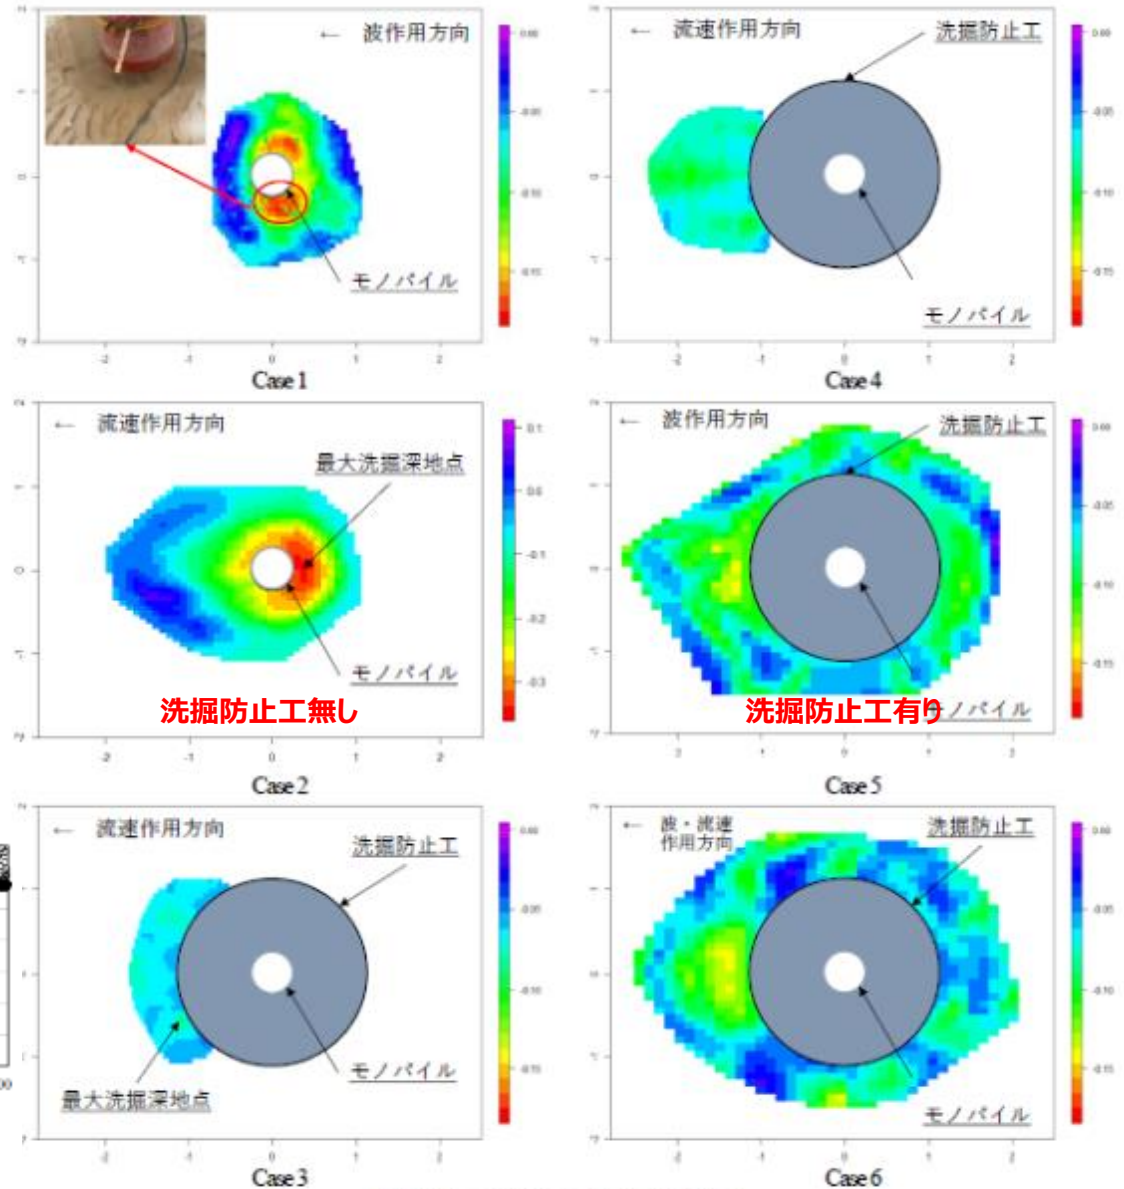 ← 波作用方向
モノパイル
Case 1
← 流速作用方向
洗掘防止工
モノパイル
Case 4
← 流速作用方向
最大洗掘深地点
モノパイル
洗掘防止工無し
Case 2
← 波作用方向
洗掘防止工
モノパイル
洗掘防止工有り
Case 5
← 流速作用方向
洗掘防止工
モノパイル
最大洗掘深地点
Case 3
← 波・流速
作用方向
洗掘防止工
モノパイル
Case 6